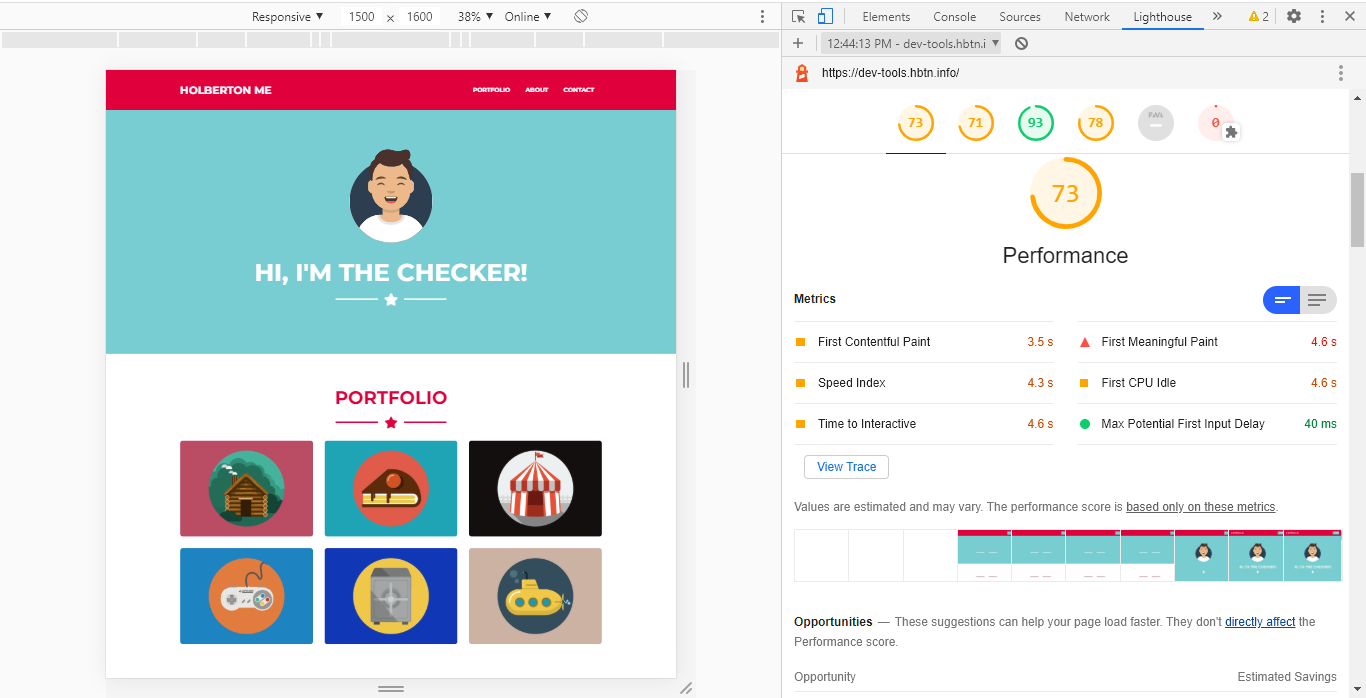 Responsive ▼ 1500 × 1600 38% ▼ Online ▼
Elements Console Sources Network Lighthouse » 2
12:44:13 PM - dev-tools.hbtn.i ▼
https://dev-tools.hbtn.info/
HOLBERTON ME PORTFOLIO ABOUT CONTACT
HI, I'M THE CHECKER!
PORTFOLIO
73 71 93 78 0
73
Performance
Metrics
First Contentful Paint 3.5 s First Meaningful Paint 4.6 s
Speed Index 4.3 s First CPU Idle 4.6 s
Time to Interactive 4.6 s Max Potential First Input Delay 40 ms
View Trace
Values are estimated and may vary. The performance score is based only on these metrics.
Opportunities — These suggestions can help your page load faster. They don't directly affect the
Performance score.
Opportunity Estimated Savings